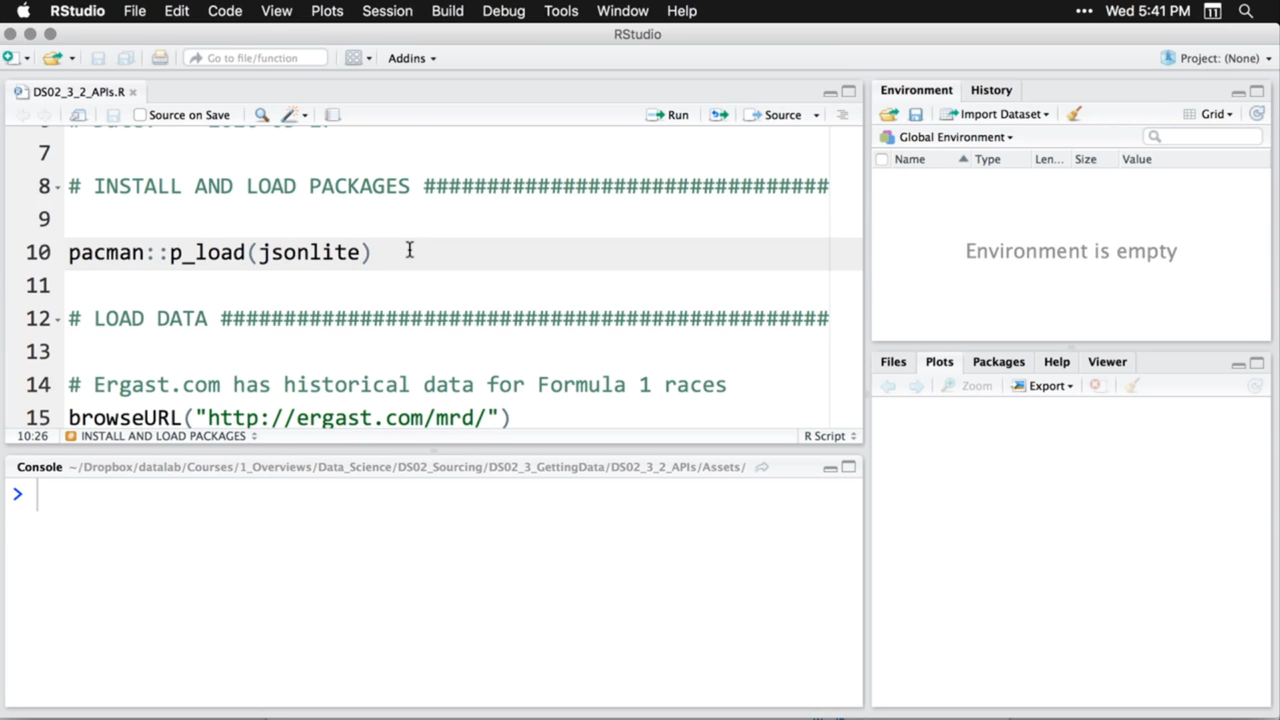 RStudio File Edit Code View Plots Session Build Debug Tools Window Help ••• Wed 5:41 PM 11
RStudio
Go to file/function Addins Project: (None)
DS02_3_2_APIs.R
Source on Save Run Source
7
8 # INSTALL AND LOAD PACKAGES ################################
9
10 pacman::p_load(jsonlite)
11
12 # LOAD DATA ################################################
13
14 # Ergast.com has historical data for Formula 1 races
15 browseURL("http://ergast.com/mrd/")
10:26 INSTALL AND LOAD PACKAGES R Script
Console ~/Dropbox/datalab/Courses/1_Overviews/Data_Science/DS02_Sourcing/DS02_3_GettingData/DS02_3_2_APIs/Assets/
>
Environment History
Import Dataset Grid
Global Environment
Name Type Len... Size Value
Environment is empty
Files Plots Packages Help Viewer
Zoom Export